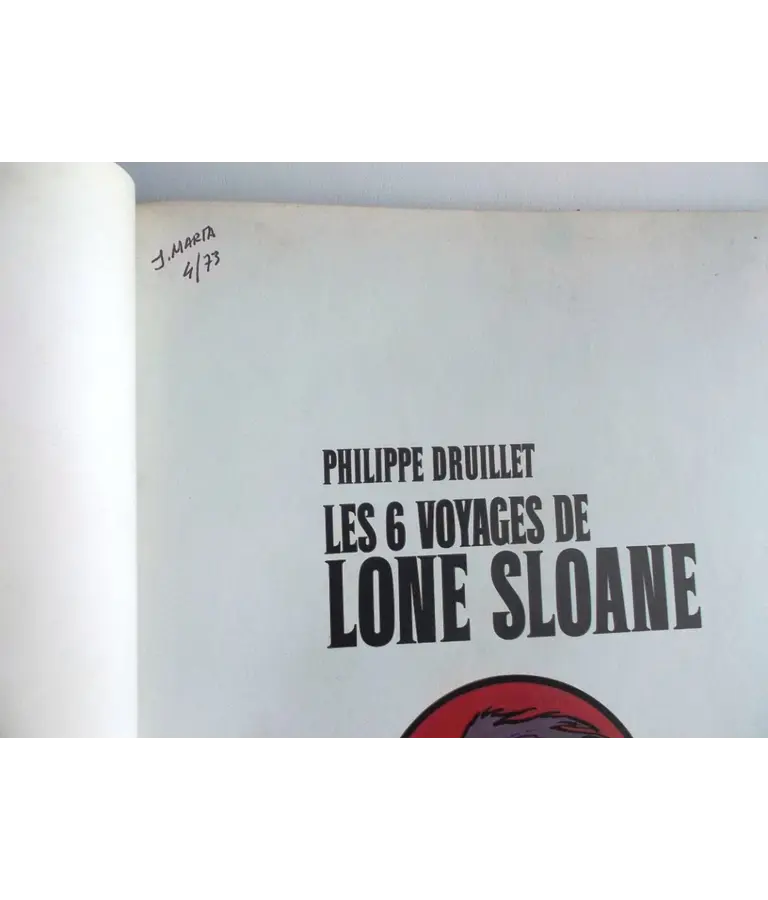 J. MARTA
4/73
PHILIPPE DRUILLET
LES 6 VOYAGES DE
LONE SLOANE